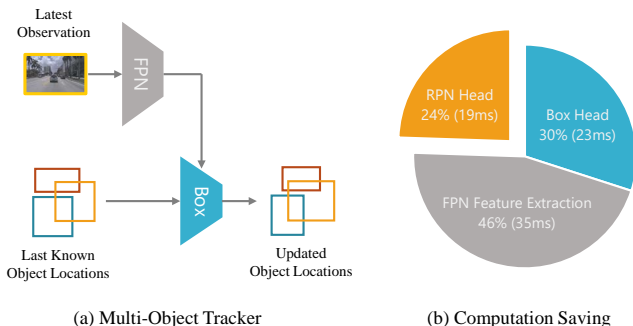 Latest
Observation
FPN
Box
Last Known
Object Locations
Updated
Object Locations
(a) Multi-Object Tracker
RPN Head
24% (19ms)
Box Head
30% (23ms)
FPN Feature Extraction
46% (35ms)
(b) Computation Saving